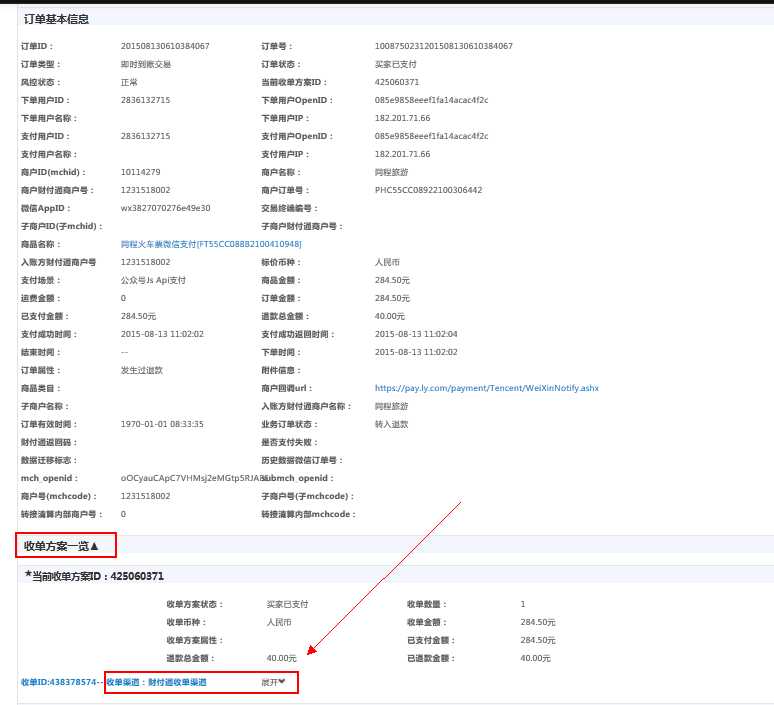 订单基本信息
订单ID： 201508130610384067 订单号： 1008750231201508130610384067
订单类型： 即时到账交易 订单状态： 买家已支付
风控状态： 正常 当前收单方案ID： 425060371
下单用户ID： 2836132715 下单用户OpenID： 085e9858eeef1fa14acac4f2c
下单用户名称： 下单用户IP： 182.201.71.66
支付用户ID： 2836132715 支付用户OpenID： 085e9858eeef1fa14acac4f2c
支付用户名称： 支付用户IP： 182.201.71.66
商户ID(mchid)： 10114279 商户名称： 同程旅游
商户财付通商户号： 1231518002 商户订单号： PHC55CC08922100306442
微信AppID： wx3827070276e49e30 交易终端编号：
子商户ID(子mchid)： 子商户财付通商户号：
商品名称： 同程火车票微信支付(FT55CC088B2100410948)
入账方财付通商户号 1231518002 标价币种： 人民币
支付场景： 公众号Js Api支付 商品金额： 284.50元
运费金额： 0 订单金额： 284.50元
已支付金额： 284.50元 退款总金额： 40.00元
支付成功时间： 2015-08-13 11:02:02 支付成功返回时间： 2015-08-13 11:02:04
结束时间： -- 下单时间： 2015-08-13 11:02:02
订单属性： 发生过退款 附件信息：
商品类目： 商户回调url： https://pay.ly.com/payment/Tencent/WeiXinNotify.ashx
子商户名称： 入账方财付通商户名称： 同程旅游
订单有效时间： 1970-01-01 08:33:35 业务订单状态： 转入退款
财付通返回码： 是否支付失败：
数据迁移标志： 历史数据微信订单号：
mch_openid： submch_openid：
商户号(mchcode)： 1231518002 子商户号(子mchcode)：
转接清算内部商户号： 0 转接清算内部mchcode：
收单方案一览▲
★当前收单方案ID：425060371
收单方案状态： 买家已支付 收单数量： 1
收单币种： 人民币 收单金额： 284.50元
收单方案属性： 已支付金额： 284.50元
退款总金额： 40.00元 已退款金额： 40.00元
收单ID:438378574--收单渠道：财付通收单渠道 展开